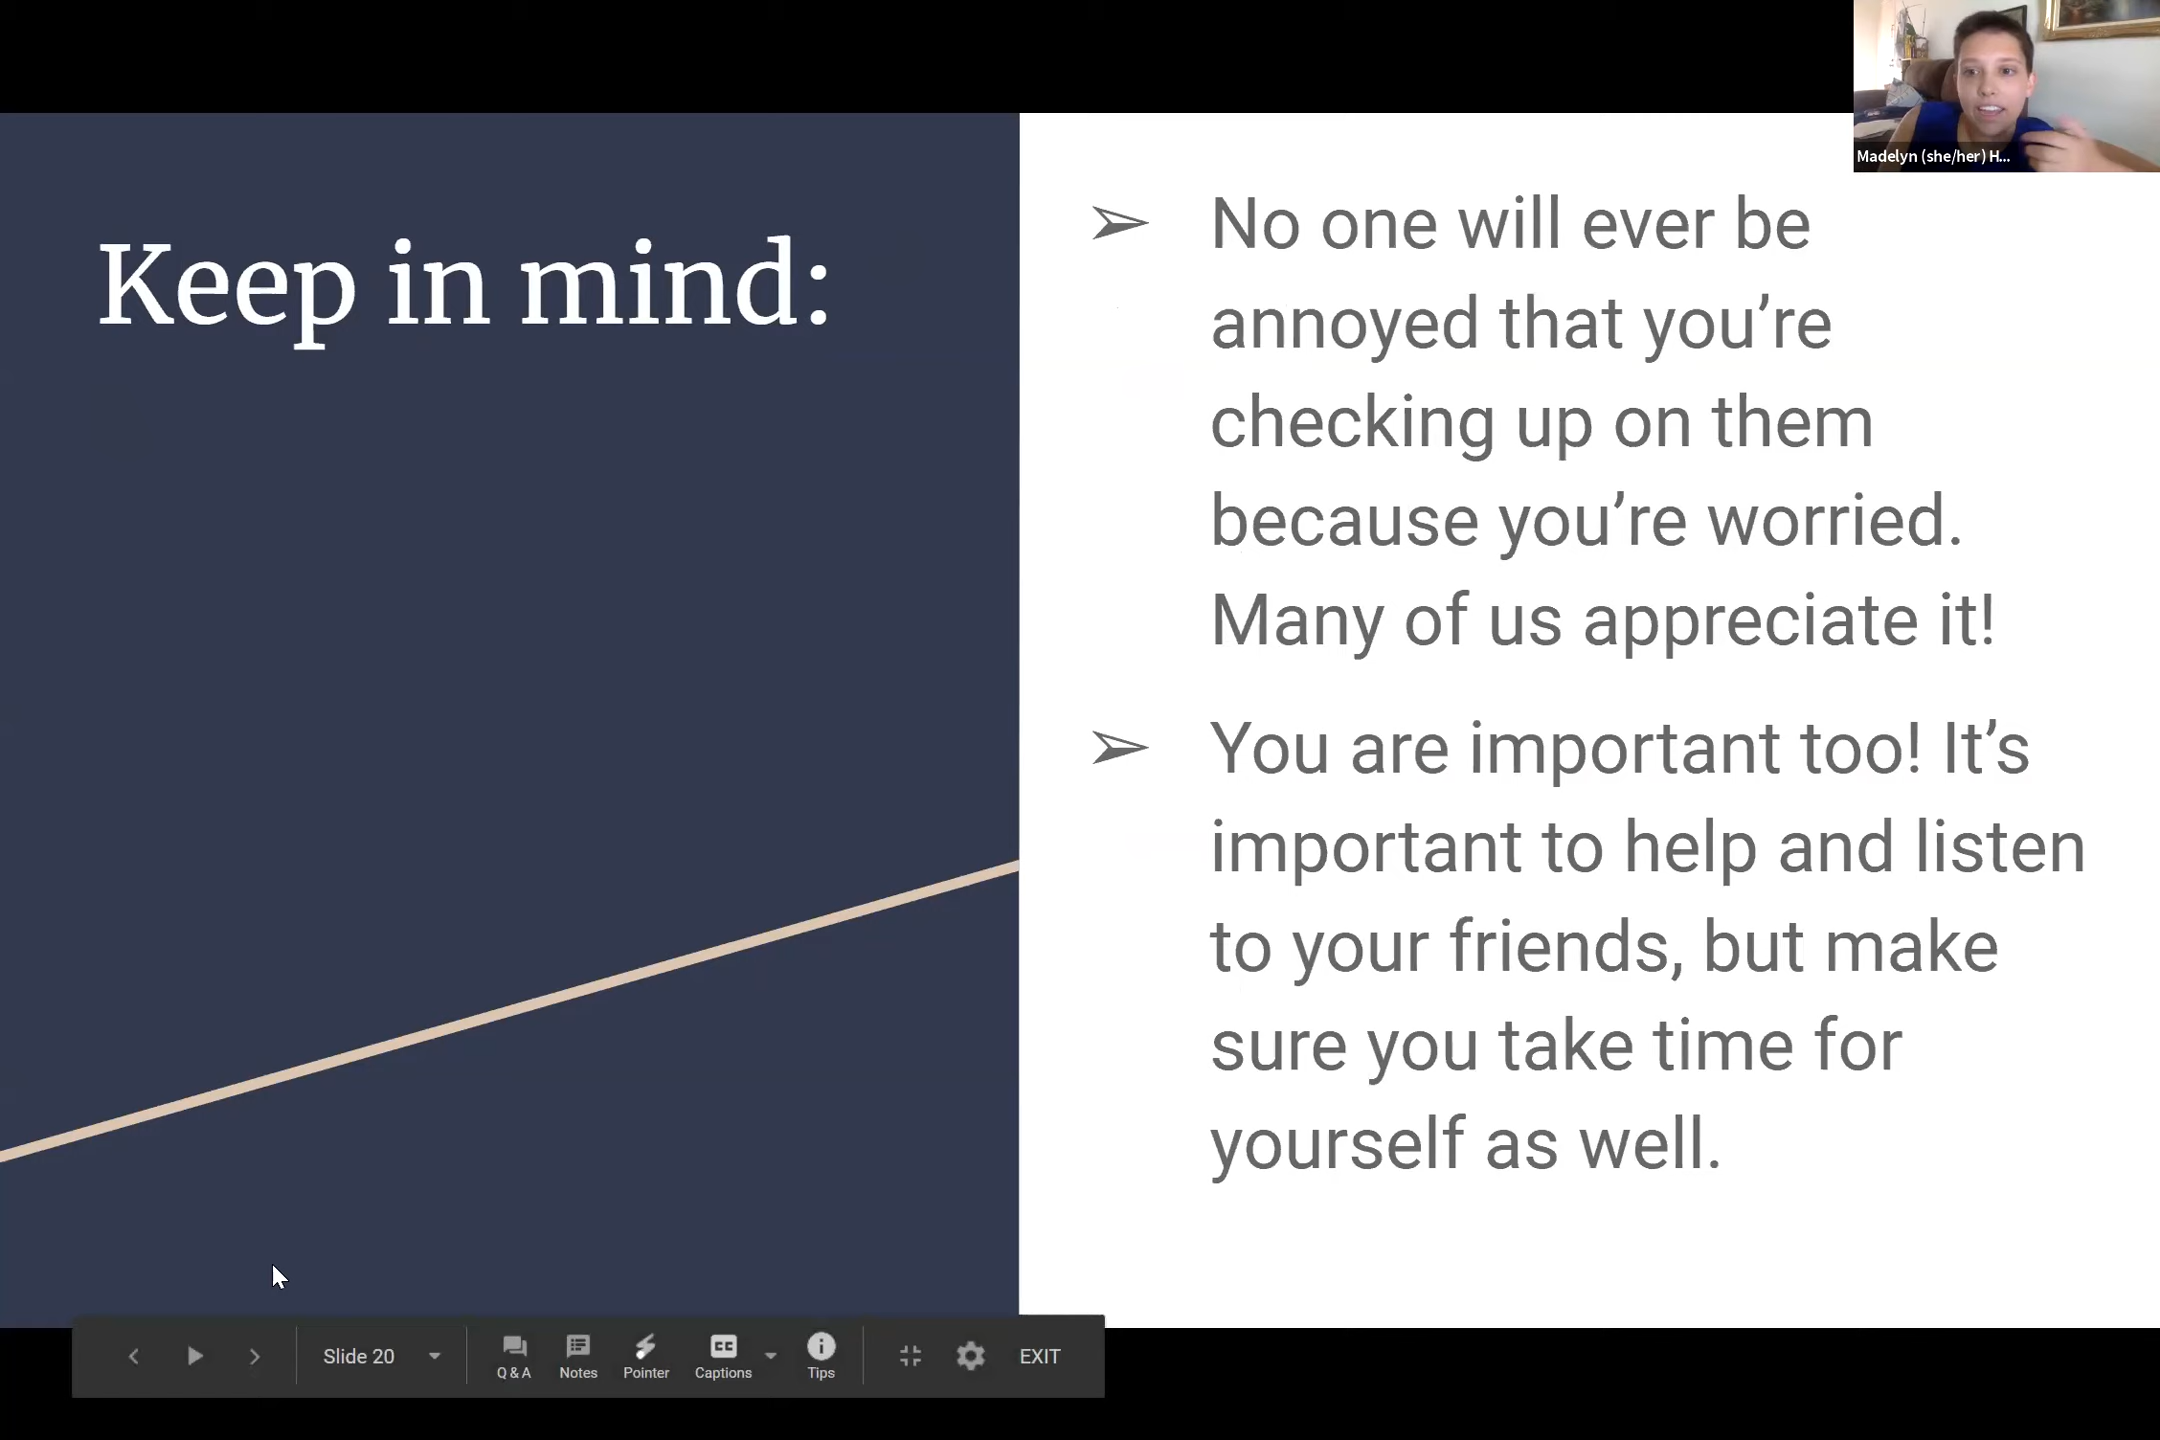 Madelyn (she/her) H...
Keep in mind:
➢ No one will ever be
annoyed that you’re
checking up on them
because you’re worried.
Many of us appreciate it!
➢ You are important too! It’s
important to help and listen
to your friends, but make
sure you take time for
yourself as well.
Slide 20
Q & A
Notes
Pointer
CC
Captions
Tips
EXIT